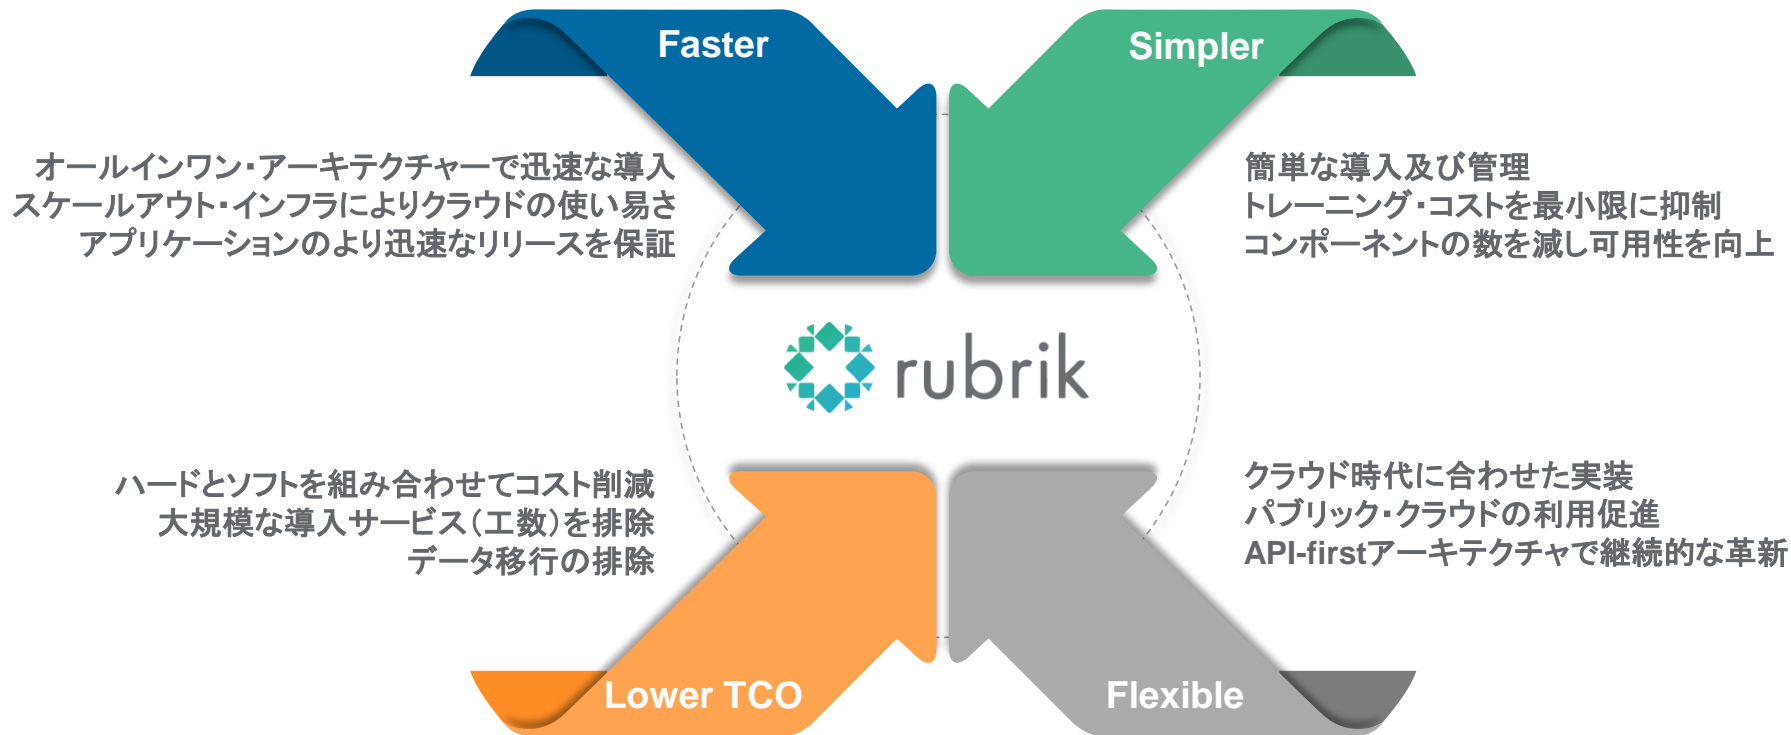 Faster
オールインワン・アーキテクチャーで迅速な導入
スケールアウト・インフラによりクラウドの使い易さ
アプリケーションのより迅速なリリースを保証
Simpler
簡単な導入及び管理
トレーニング・コストを最小限に抑制
コンポーネントの数を減し可用性を向上
rubrik
ハードとソフトを組み合わせてコスト削減
大規模な導入サービス（工数）を排除
データ移行の排除
Lower TCO
クラウド時代に合わせた実装
パブリック・クラウドの利用促進
API-firstアーキテクチャで継続的な革新
Flexible